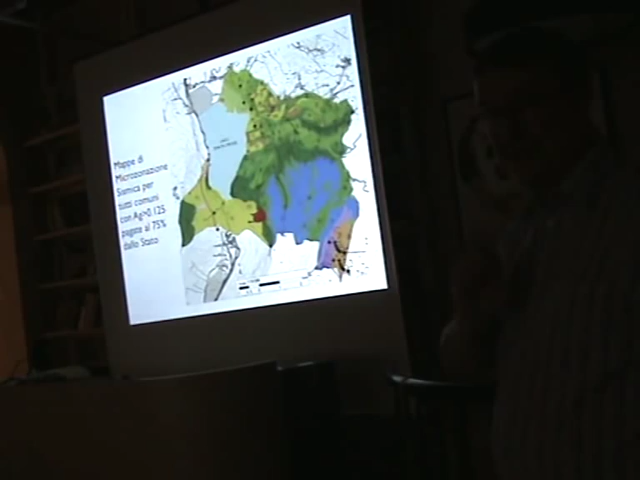 Mappe di
Microzonazione
Sismica per
tutti comuni
con Ag>0.125
pagate al 75%
dallo Stato